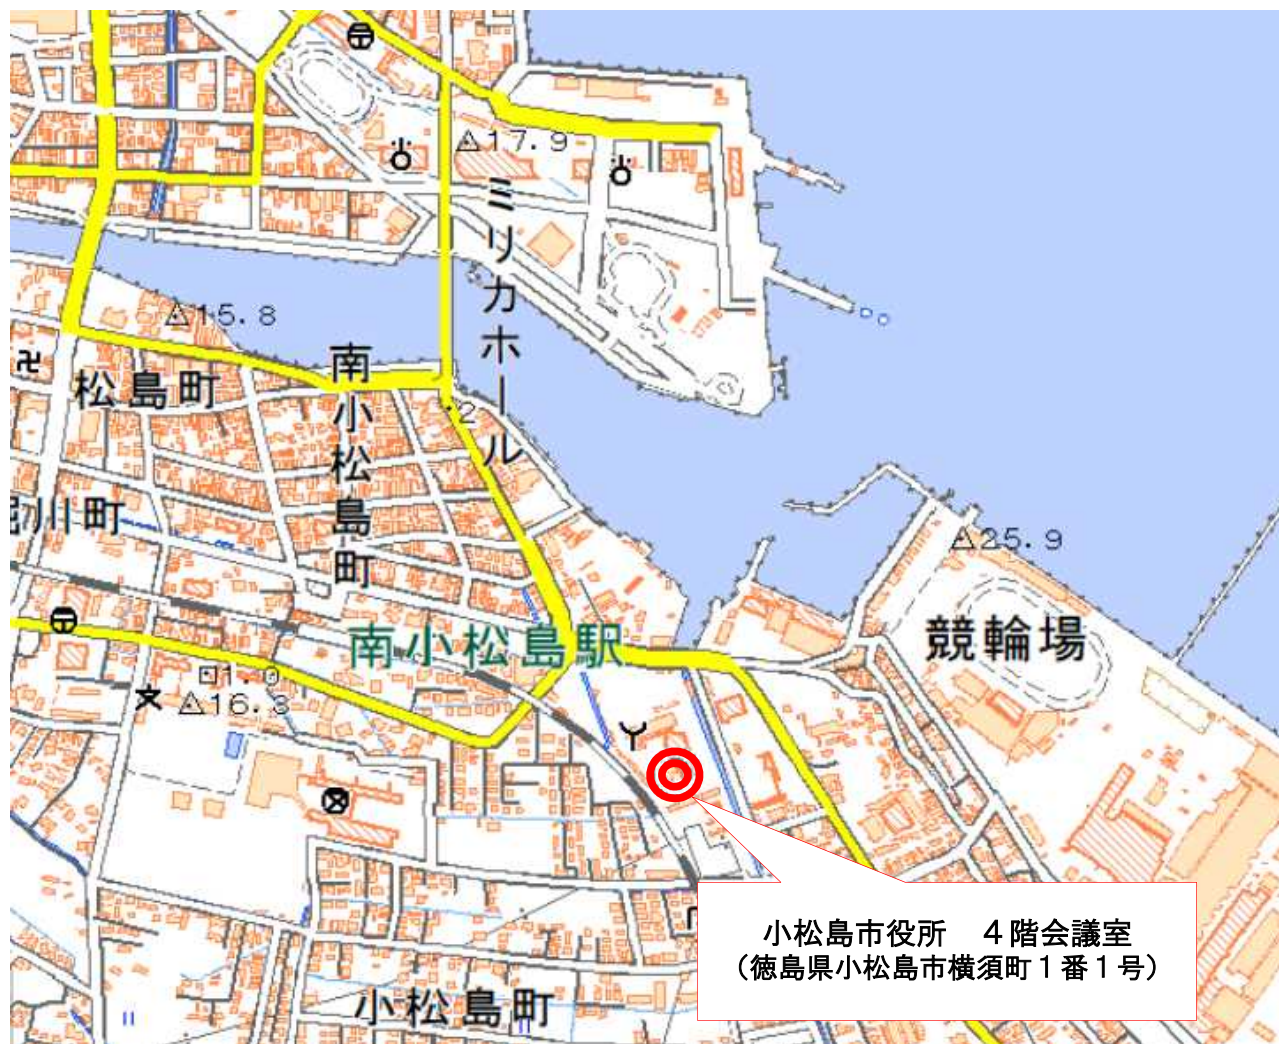 17.9
ミリカホール
15.8
松島町
南小松島町
2
川町
25.9
南小松島駅
競輪場
16.3
小松島市役所　４階会議室
（徳島県小松島市横須町１番１号）
小松島町